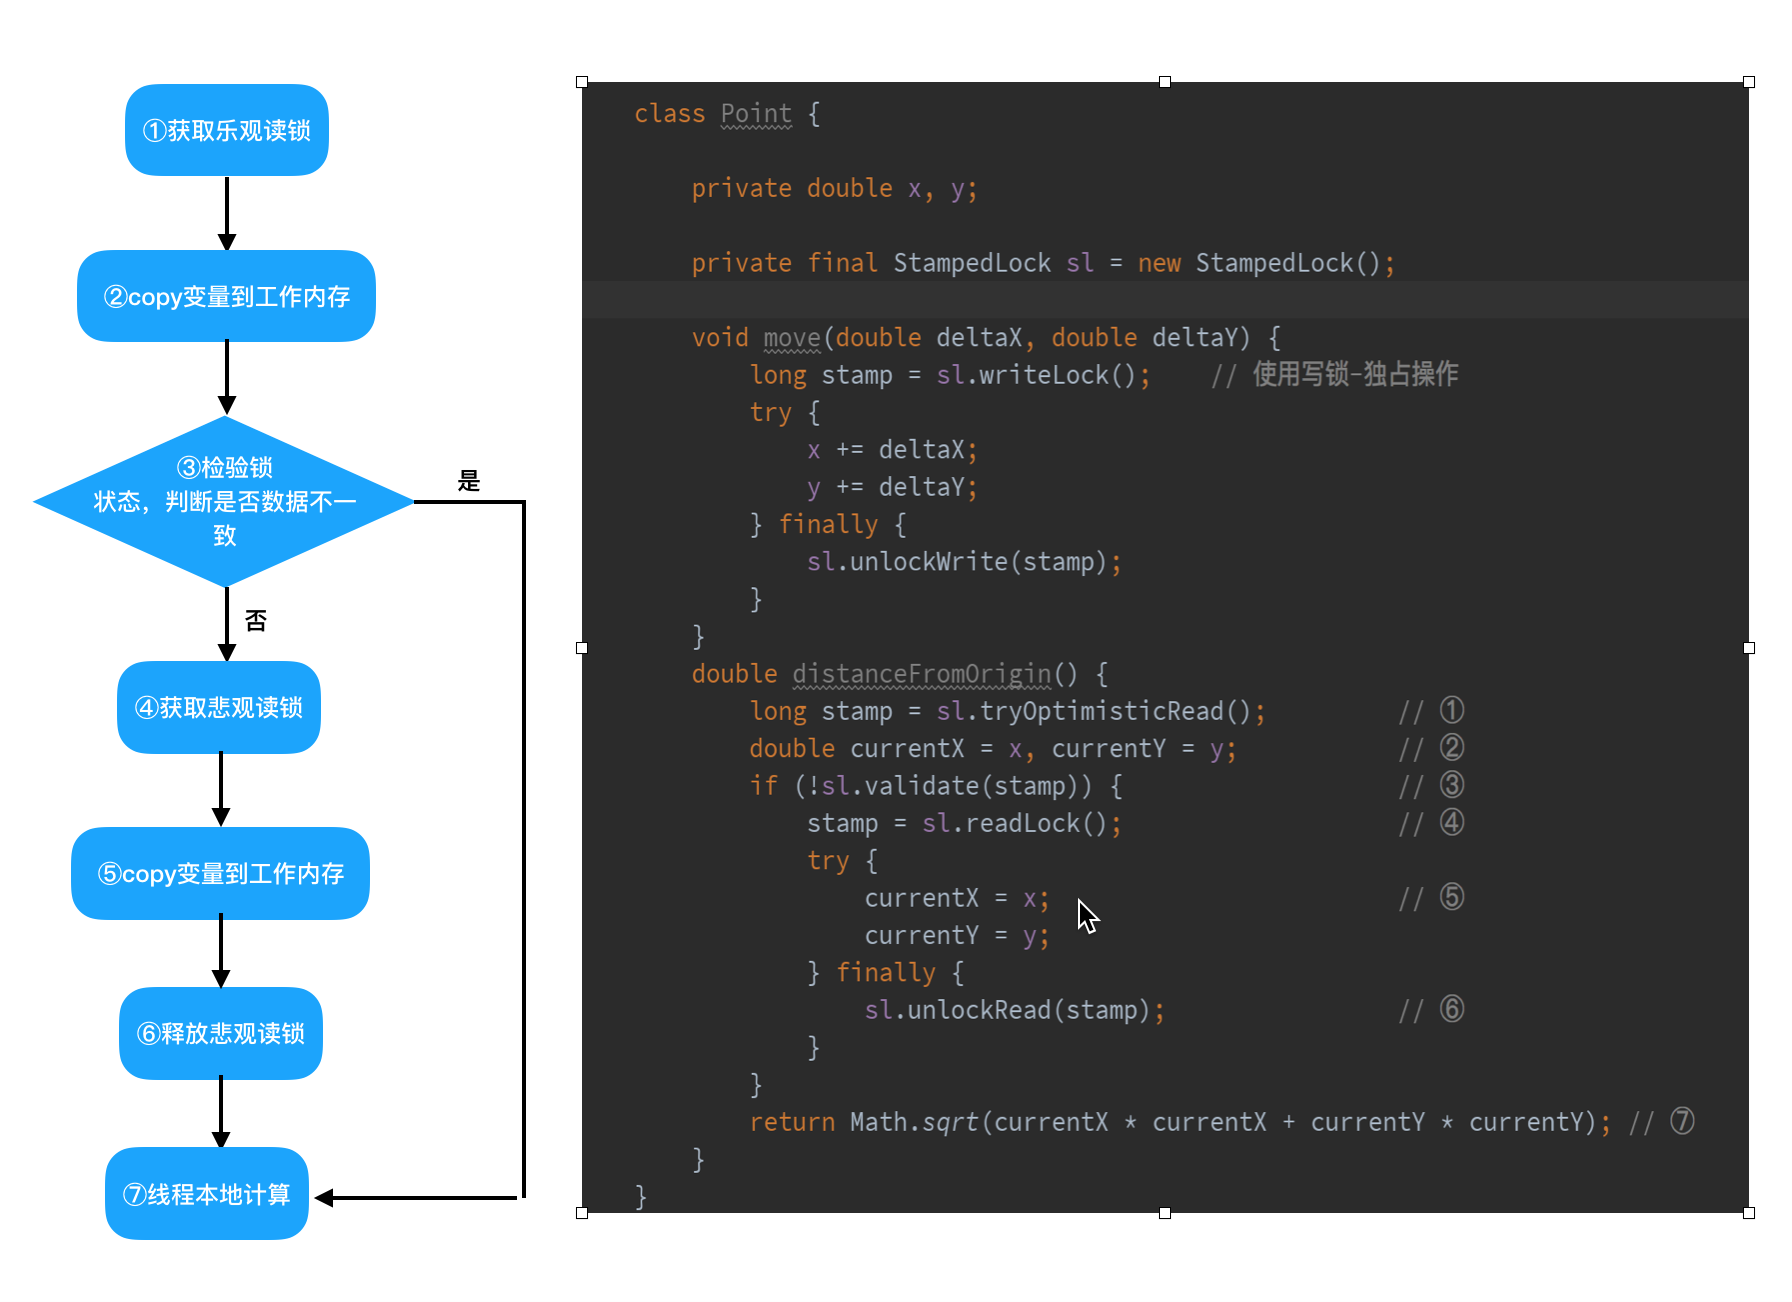 ①获取乐观读锁
②copy变量到工作内存
③检验锁
状态，判断是否数据不一
致
是
否
④获取悲观读锁
⑤copy变量到工作内存
⑥释放悲观读锁
⑦线程本地计算
class Point {
private double x, y;
private final StampedLock sl = new StampedLock();
void move(double deltaX, double deltaY) {
long stamp = sl.writeLock(); // 使用写锁-独占操作
try {
x += deltaX;
y += deltaY;
} finally {
sl.unlockWrite(stamp);
}
}
double distanceFromOrigin() {
long stamp = sl.tryOptimisticRead(); // ①
double currentX = x, currentY = y; // ②
if (!sl.validate(stamp)) { // ③
stamp = sl.readLock(); // ④
try {
currentX = x; // ⑤
currentY = y;
} finally {
sl.unlockRead(stamp); // ⑥
}
}
return Math.sqrt(currentX * currentX + currentY * currentY); // ⑦
}
}